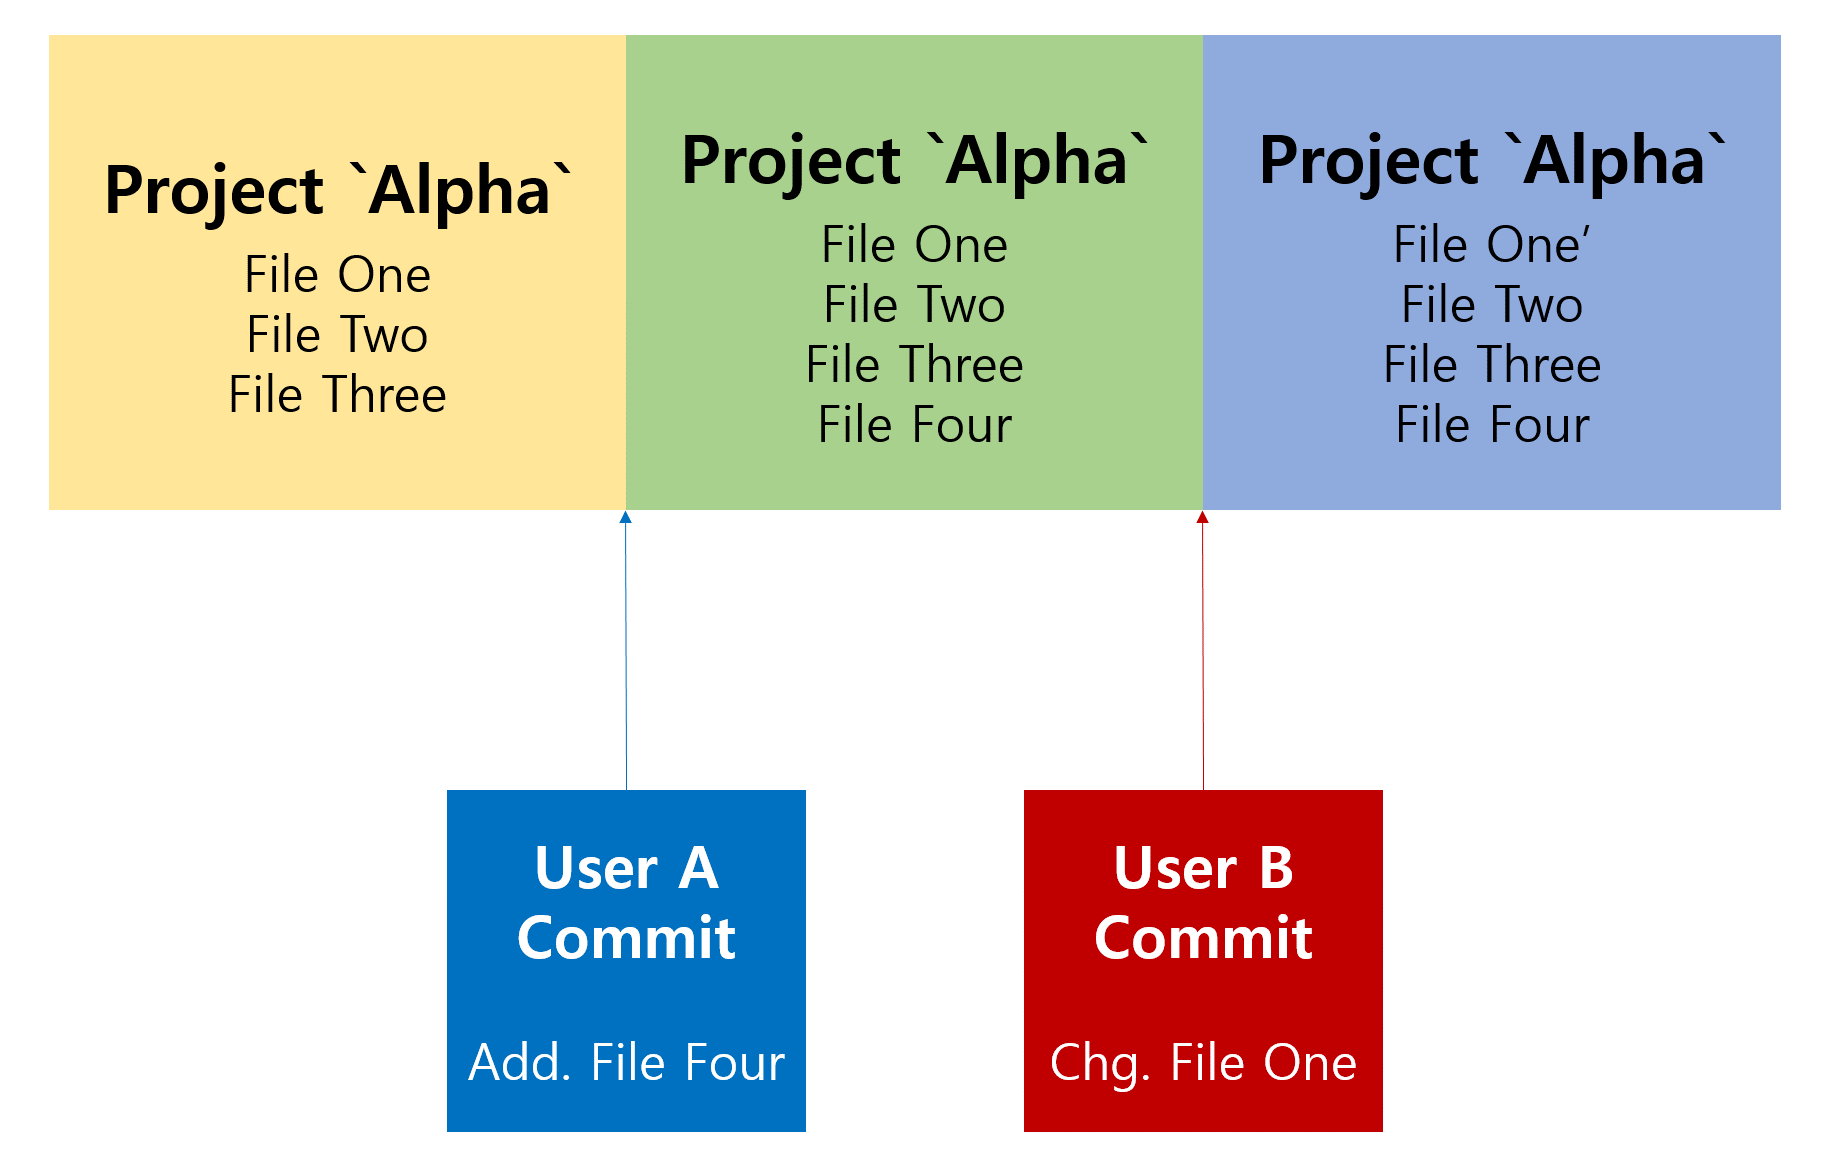 Project `Alpha`
File One
File Two
File Three
Project `Alpha`
File One
File Two
File Three
File Four
Project `Alpha`
File One’
File Two
File Three
File Four
User A
Commit
Add. File Four
User B
Commit
Chg. File One